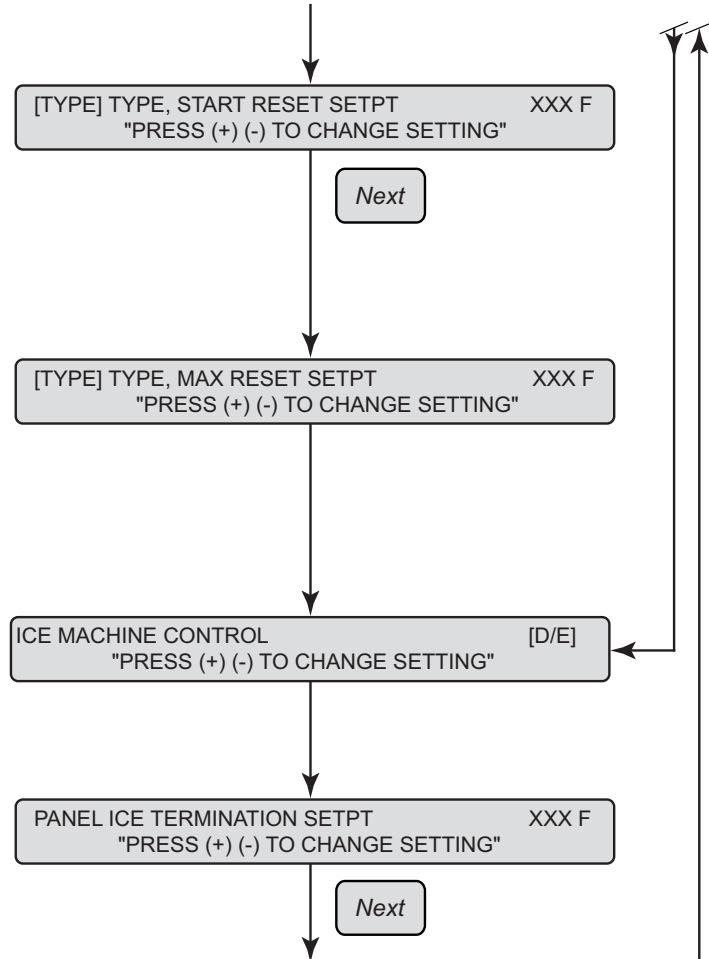 [TYPE] TYPE, START RESET SETPT XXX F
"PRESS (+) (-) TO CHANGE SETTING"
Next
[TYPE] TYPE, MAX RESET SETPT XXX F
"PRESS (+) (-) TO CHANGE SETTING"
ICE MACHINE CONTROL [D/E]
"PRESS (+) (-) TO CHANGE SETTING"
PANEL ICE TERMINATION SETPT XXX F
"PRESS (+) (-) TO CHANGE SETTING"
Next